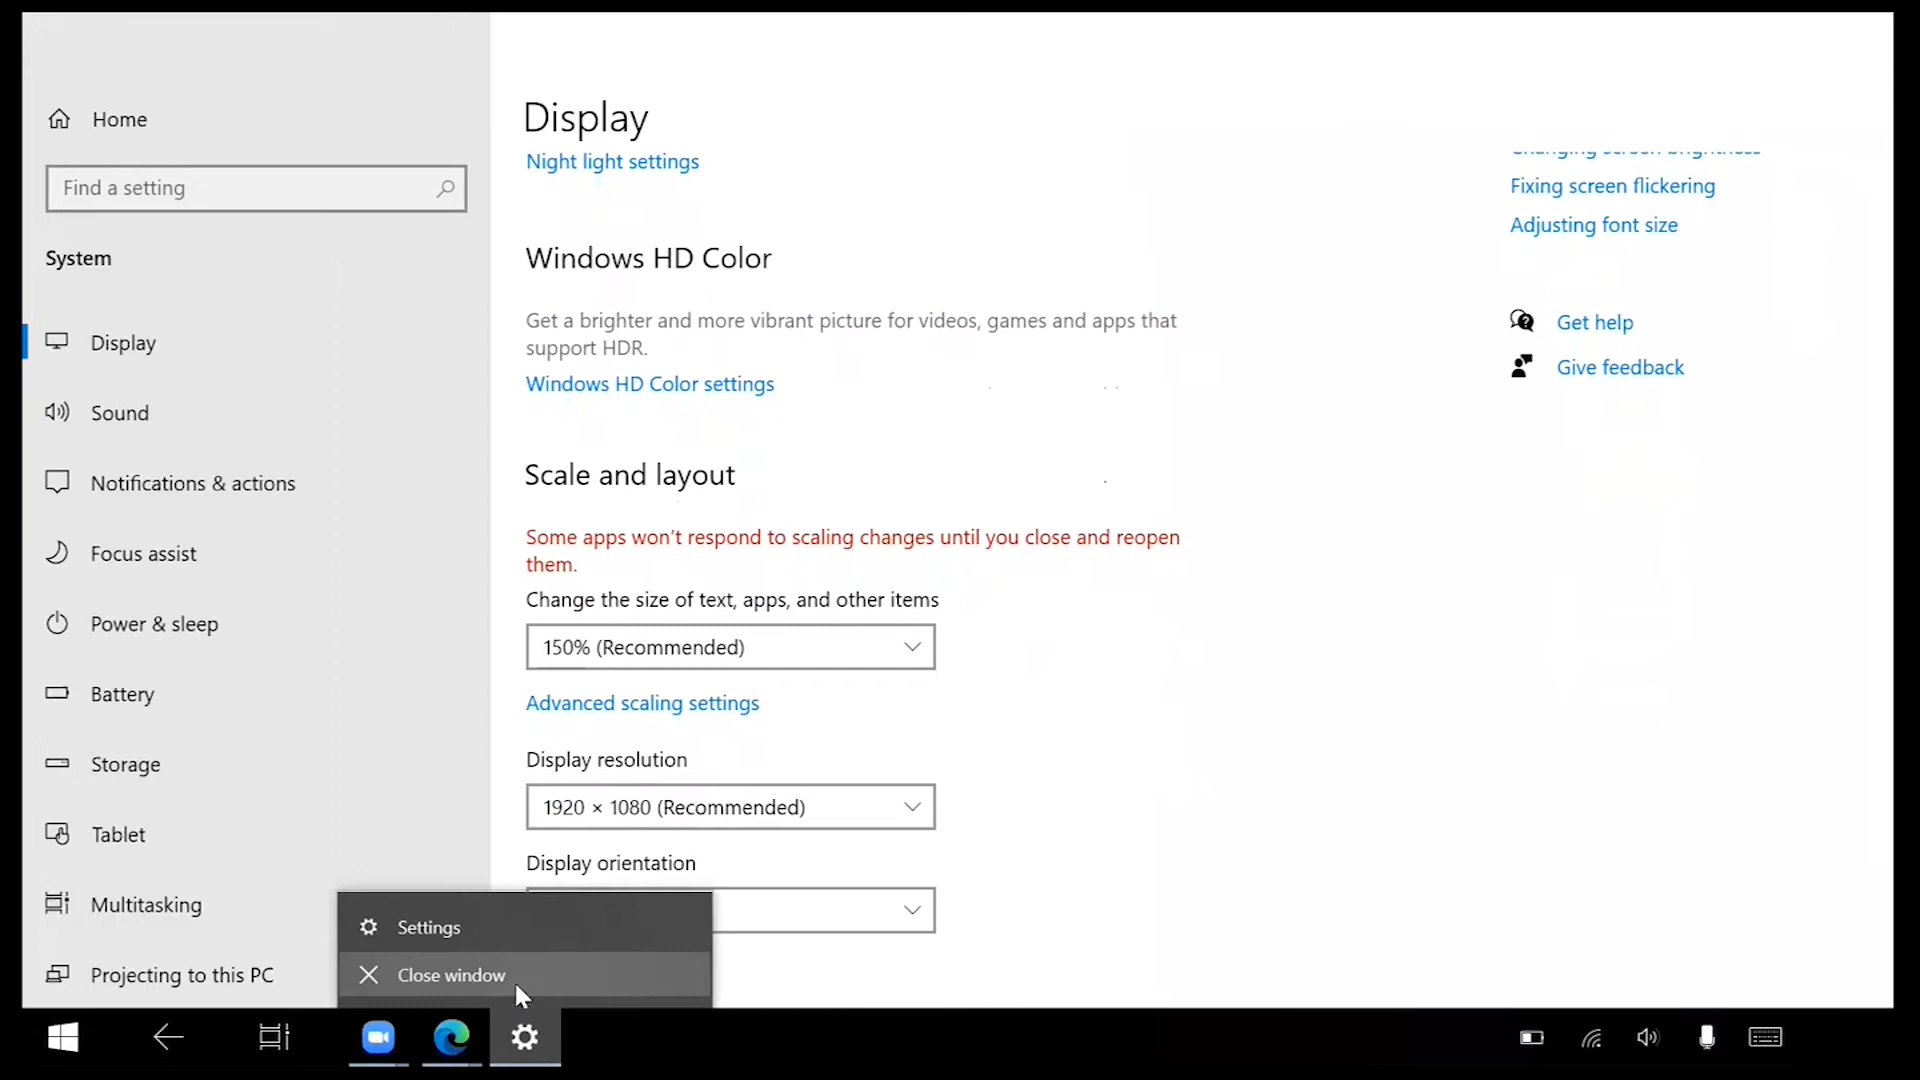 Home
Find a setting
System
Display
Sound
Notifications & actions
Focus assist
Power & sleep
Battery
Storage
Tablet
Multitasking
Projecting to this PC
Display
Night light settings
Windows HD Color
Get a brighter and more vibrant picture for videos, games and apps that
support HDR.
Windows HD Color settings
Scale and layout
Some apps won't respond to scaling changes until you close and reopen
them.
Change the size of text, apps, and other items
150% (Recommended)
Advanced scaling settings
Display resolution
1920 × 1080 (Recommended)
Display orientation
Changing screen brightness
Fixing screen flickering
Adjusting font size
Get help
Give feedback
Settings
Close window